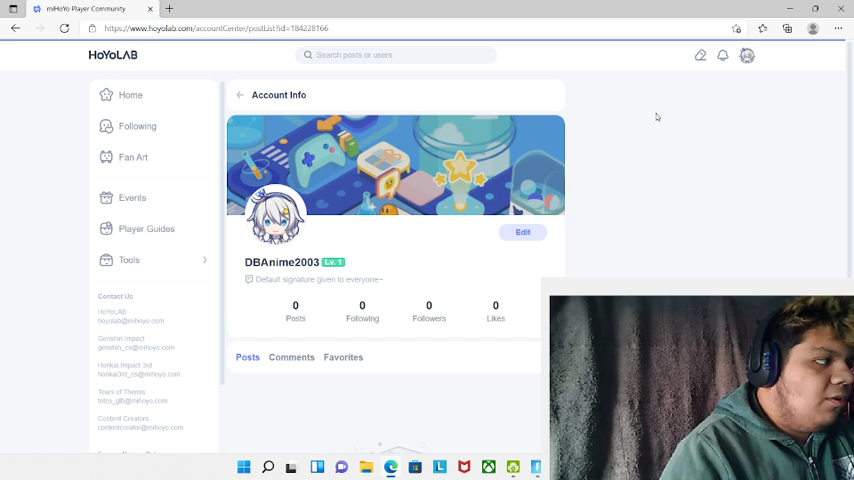 miHoYo Player Community
https://www.hoyolab.com/accountCenter/postList?id=184228166
HoYoLAB
Search posts or users
Home
Following
Fan Art
Events
Player Guides
Tools
Contact Us
HoYoLAB
hoyolab@mihoyo.com
Genshin Impact
genshin_cs@mihoyo.com
Honkai Impact 3rd
honkai3rd_cs@mihoyo.com
Tears of Themis
totcs_glb@mihoyo.com
Content Creators
contentcreator@mihoyo.com
Account Info
Edit
DBAnime2003 Lv. 1
Default signature given to everyone~
0 0 0 0
Posts Following Followers Likes
Posts Comments Favorites